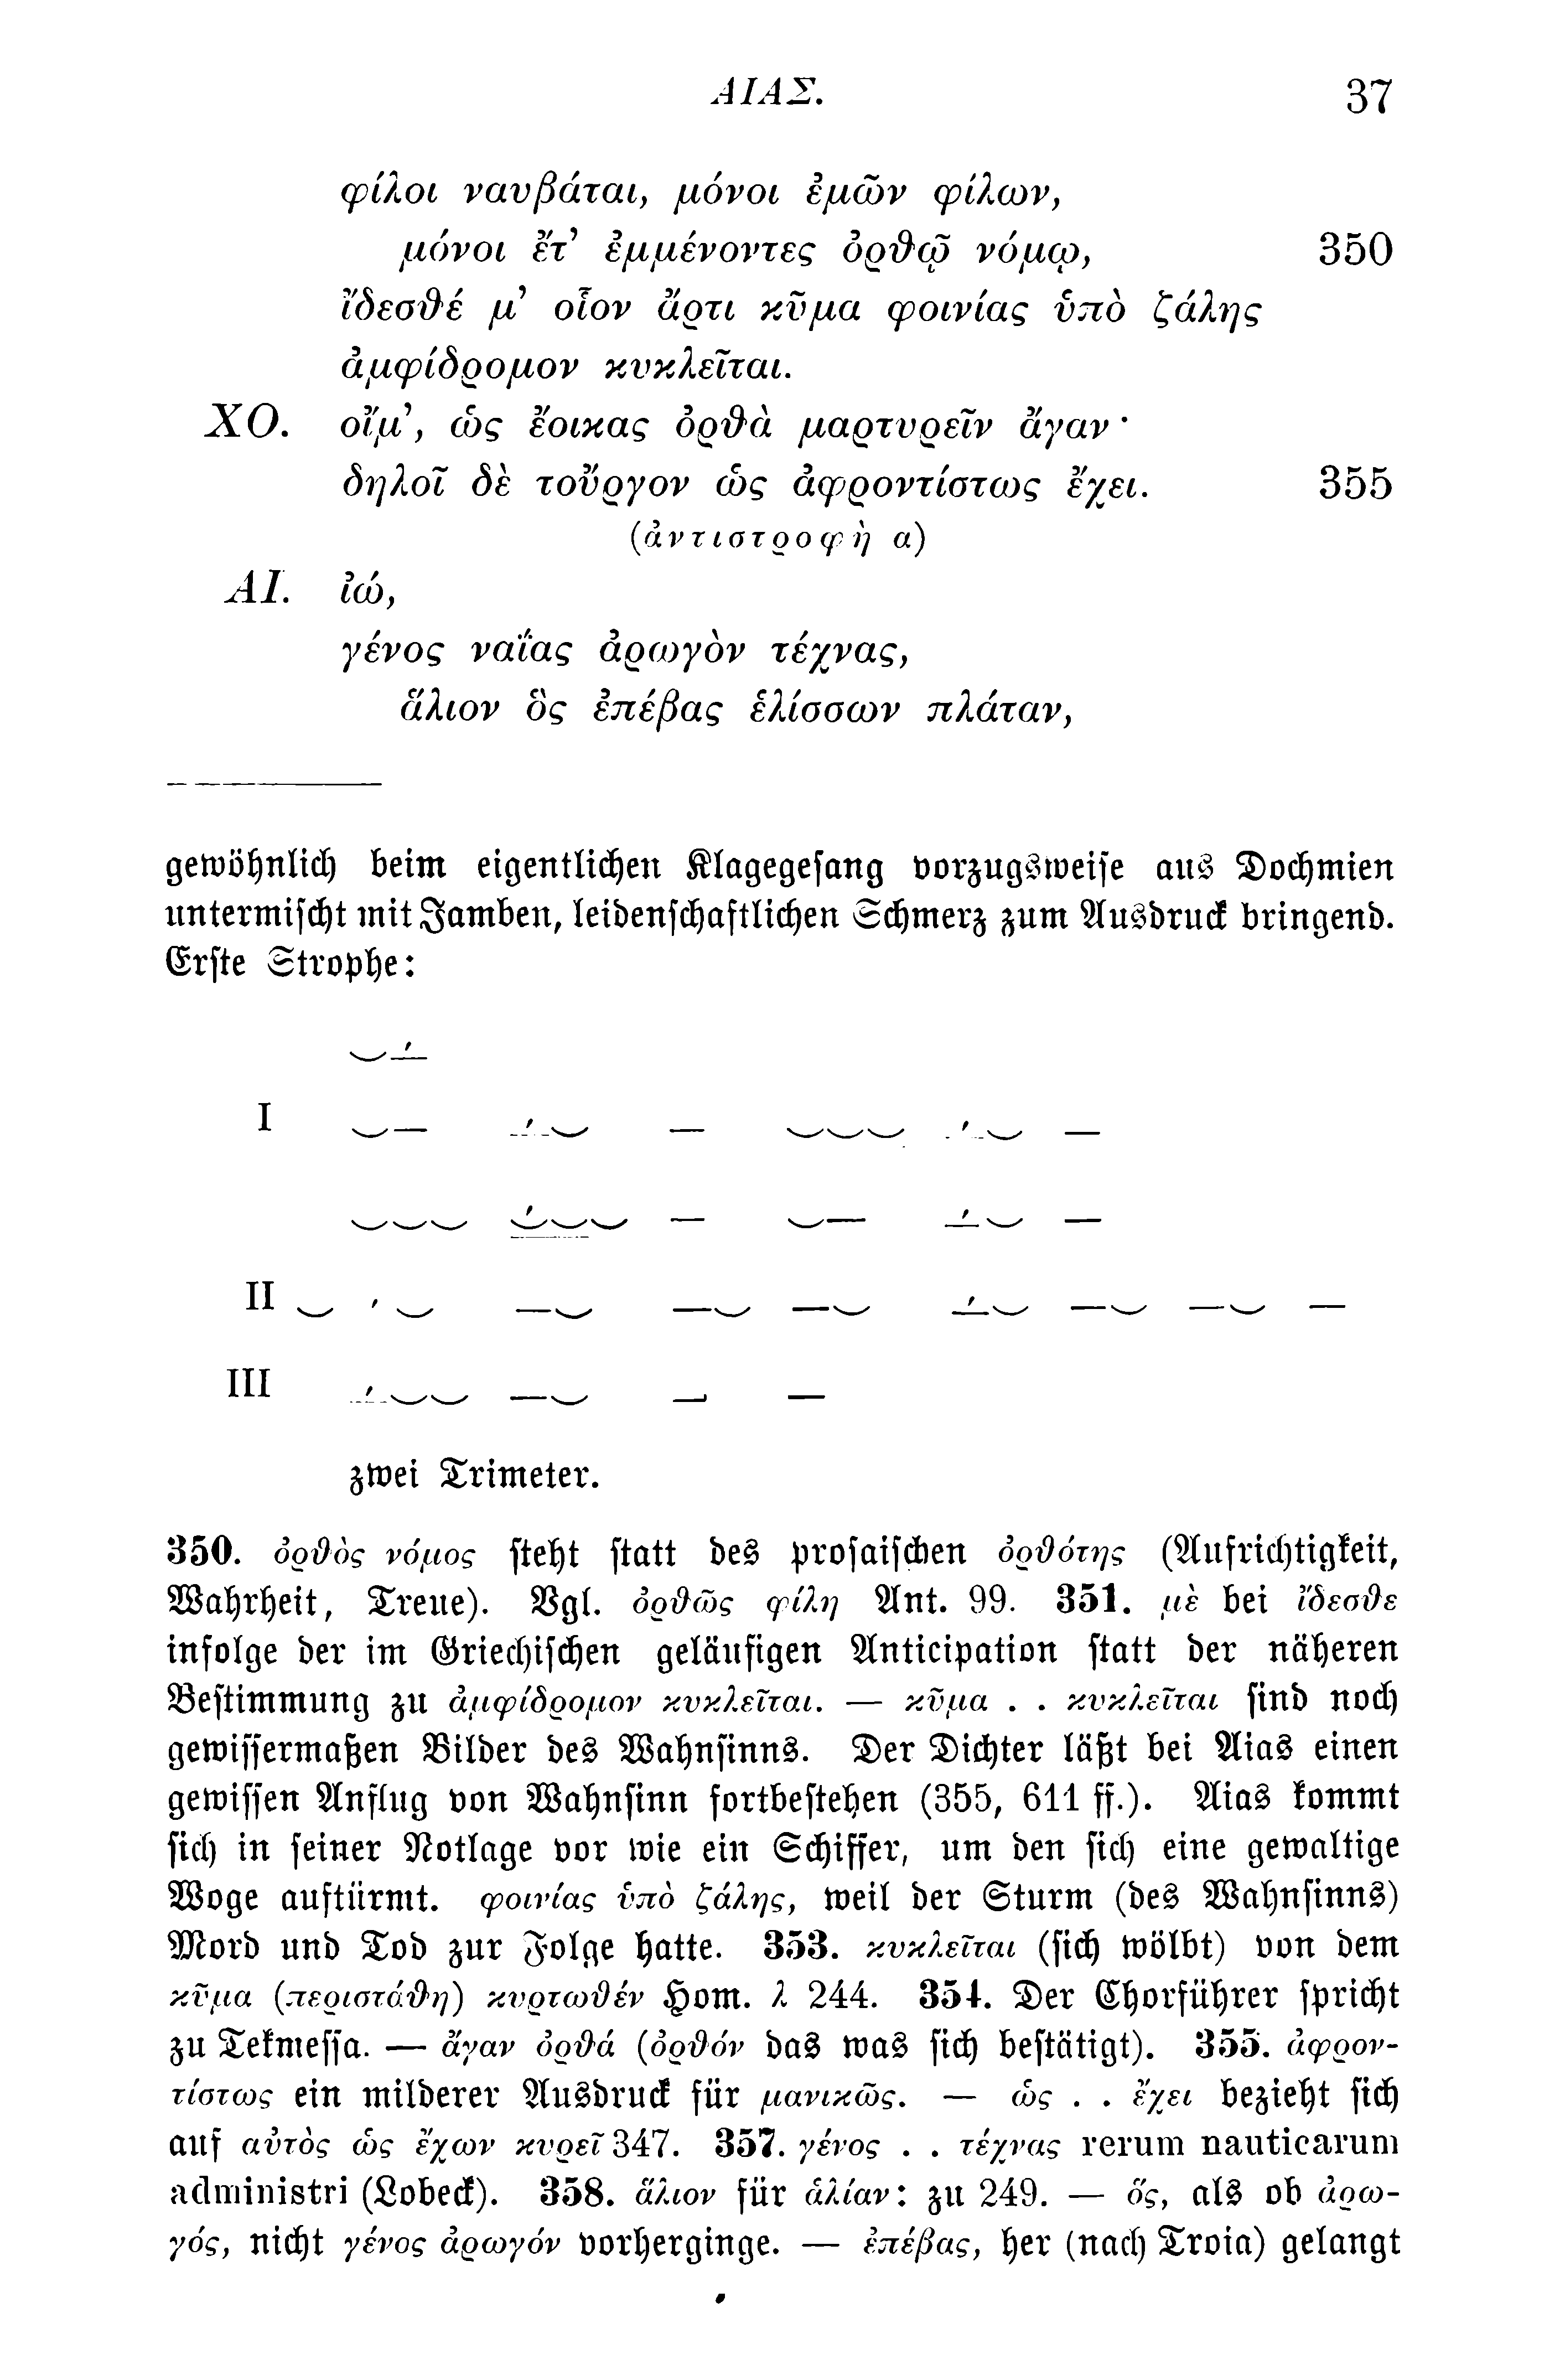 ΑΙΑΣ. 37
φίλοι ναυβάται, μόνοι ἐμῶν φίλων,
μόνοι ἔτ’ ἐμμένοντες ὀρθῷ νόμῳ, 350
ἴδεσθέ μ’ οἷον ἄρτι κῦμα φοινίας ὑπὸ ζάλης
ἀμφίδρομον κυκλεῖται.
ΧΟ. οἴμ’, ὡς ἔοικας ὀρθὰ μαρτυρεῖν ἄγαν·
δηλοῖ δὲ τοὔργον ὡς ἀφροντίστως ἔχει. 355
(ἀντιστροφὴ α)
ΑΙ. ἰώ,
γένος ναΐας ἀρωγὸν τέχνας,
ἅλιον ὃς ἐπέβας ἑλίσσων πλάταν,
gewöhnlich beim eigentlichen Klagegesang vorzugsweise aus Dochmien
untermischt mit Jamben, leidenschaftlichen Schmerz zum Ausdruck bringend.
Erste Strophe:
I
II
III
zwei Trimeter.
350. ὀρθὸς νόμος steht statt des prosaischen ὀρθότης (Aufrichtigkeit,
Wahrheit, Treue). Vgl. ὀρθῶς φίλη Ant. 99. 351. μὲ bei ἴδεσθε
infolge der im Griechischen geläufigen Anticipation statt der näheren
Bestimmung zu ἀμφίδρομον κυκλεῖται. — κῦμα . . κυκλεῖται sind noch
gewissermaßen Bilder des Wahnsinns. Der Dichter läßt bei Aias einen
gewissen Anflug von Wahnsinn fortbestehen (355, 611 ff.). Aias kommt
sich in seiner Notlage vor wie ein Schiffer, um den sich eine gewaltige
Woge auftürmt. φοινίας ὑπὸ ζάλης, weil der Sturm (des Wahnsinns)
Mord und Tod zur Folge hatte. 353. κυκλεῖται (sich wölbt) von dem
κῦμα (περιστάθη) κυρτωθέν Hom. λ 244. 354. Der Chorführer spricht
zu Tekmessa. — ἄγαν ὀρθά (ὀρθόν das was sich bestätigt). 355. ἀφρον-
τίστως ein milderer Ausdruck für μανικῶς. — ὡς . . ἔχει bezieht sich
auf αὐτὸς ὡς ἔχων κυρεῖ 347. 357. γένος . . τέχνας rerum nauticarum
administri (Lobeck). 358. ἅλιον für ἁλίαν: zu 249. — ὅς, als ob ἀρω-
γός, nicht γένος ἀρωγόν vorherginge. — ἐπέβας, her (nach Troia) gelangt